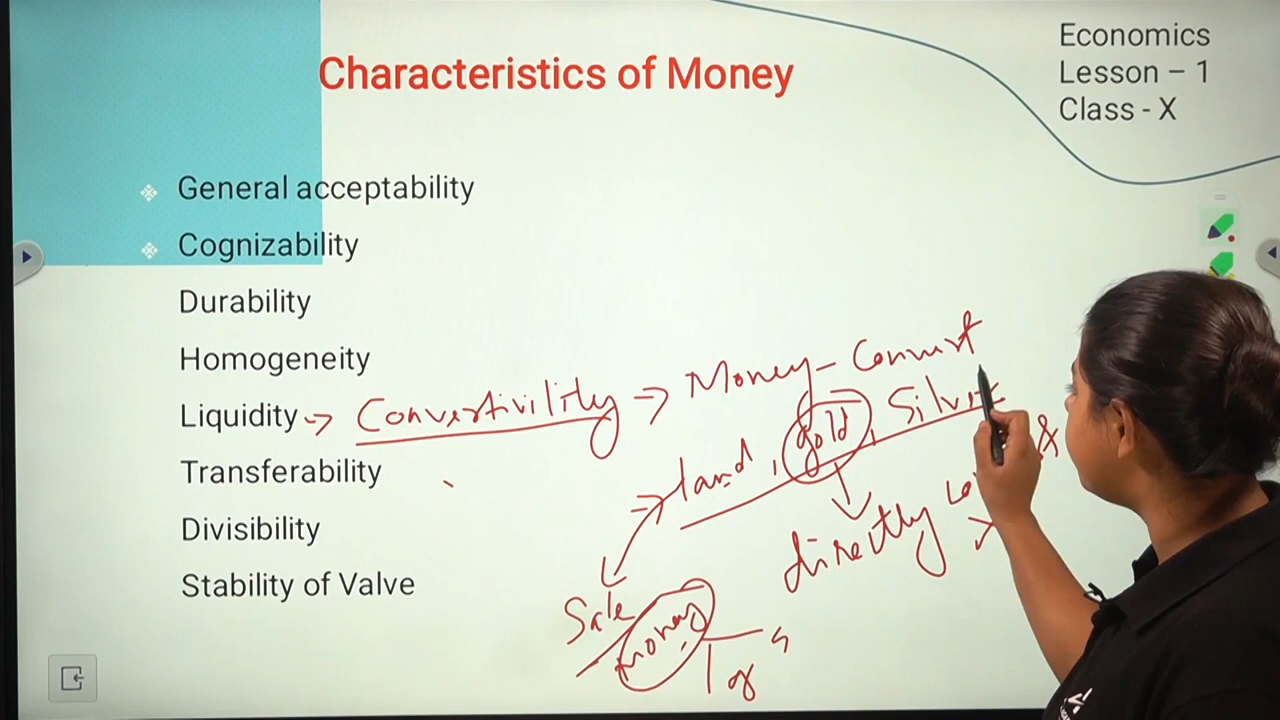 Characteristics of Money
Economics
Lesson – 1
Class - X
General acceptability
Cognizability
Durability
Homogeneity
Liquidity → Convertivility → Money - Convert
Transferability
Divisibility
Stability of Valve
→ land, gold, Silver
&
directly
Sale
money